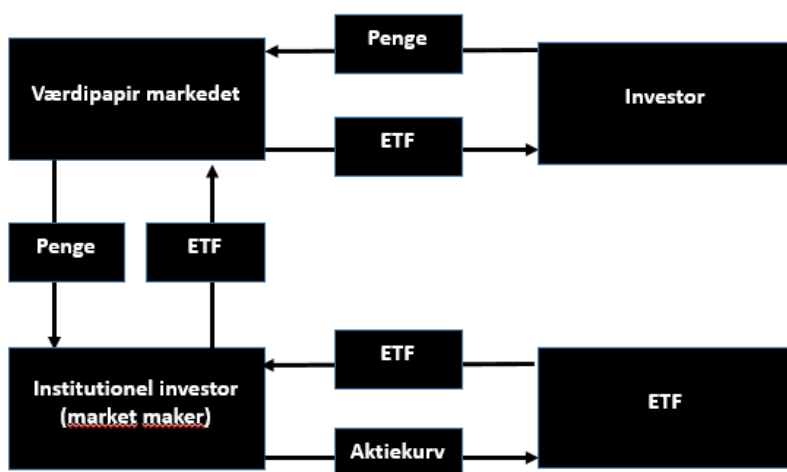 Penge
Værdipapir markedet
Investor
ETF
Penge
ETF
ETF
Institutionel investor
(market maker)
ETF
Aktiekurv